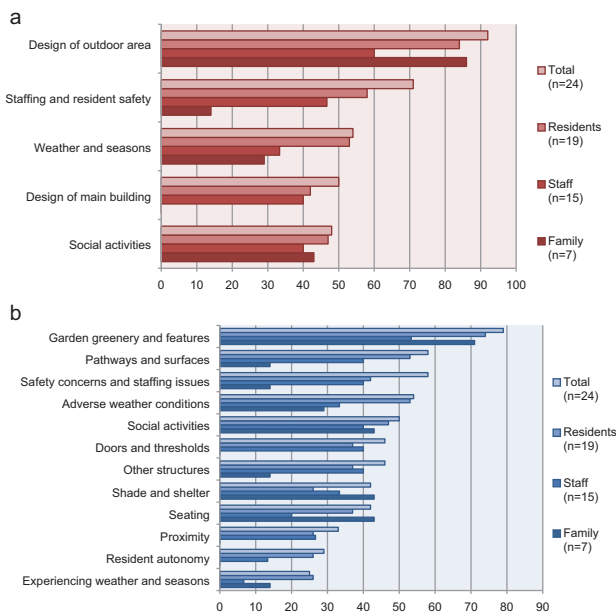 a
Design of outdoor area
Staffing and resident safety
Weather and seasons
Design of main building
Social activities
0 10 20 30 40 50 60 70 80 90 100
Total
(n=24)
Residents
(n=19)
Staff
(n=15)
Family
(n=7)
b
Garden greenery and features
Pathways and surfaces
Safety concerns and staffing issues
Adverse weather conditions
Social activities
Doors and thresholds
Other structures
Shade and shelter
Seating
Proximity
Resident autonomy
Experiencing weather and seasons
0 10 20 30 40 50 60 70 80 90
Total
(n=24)
Residents
(n=19)
Staff
(n=15)
Family
(n=7)